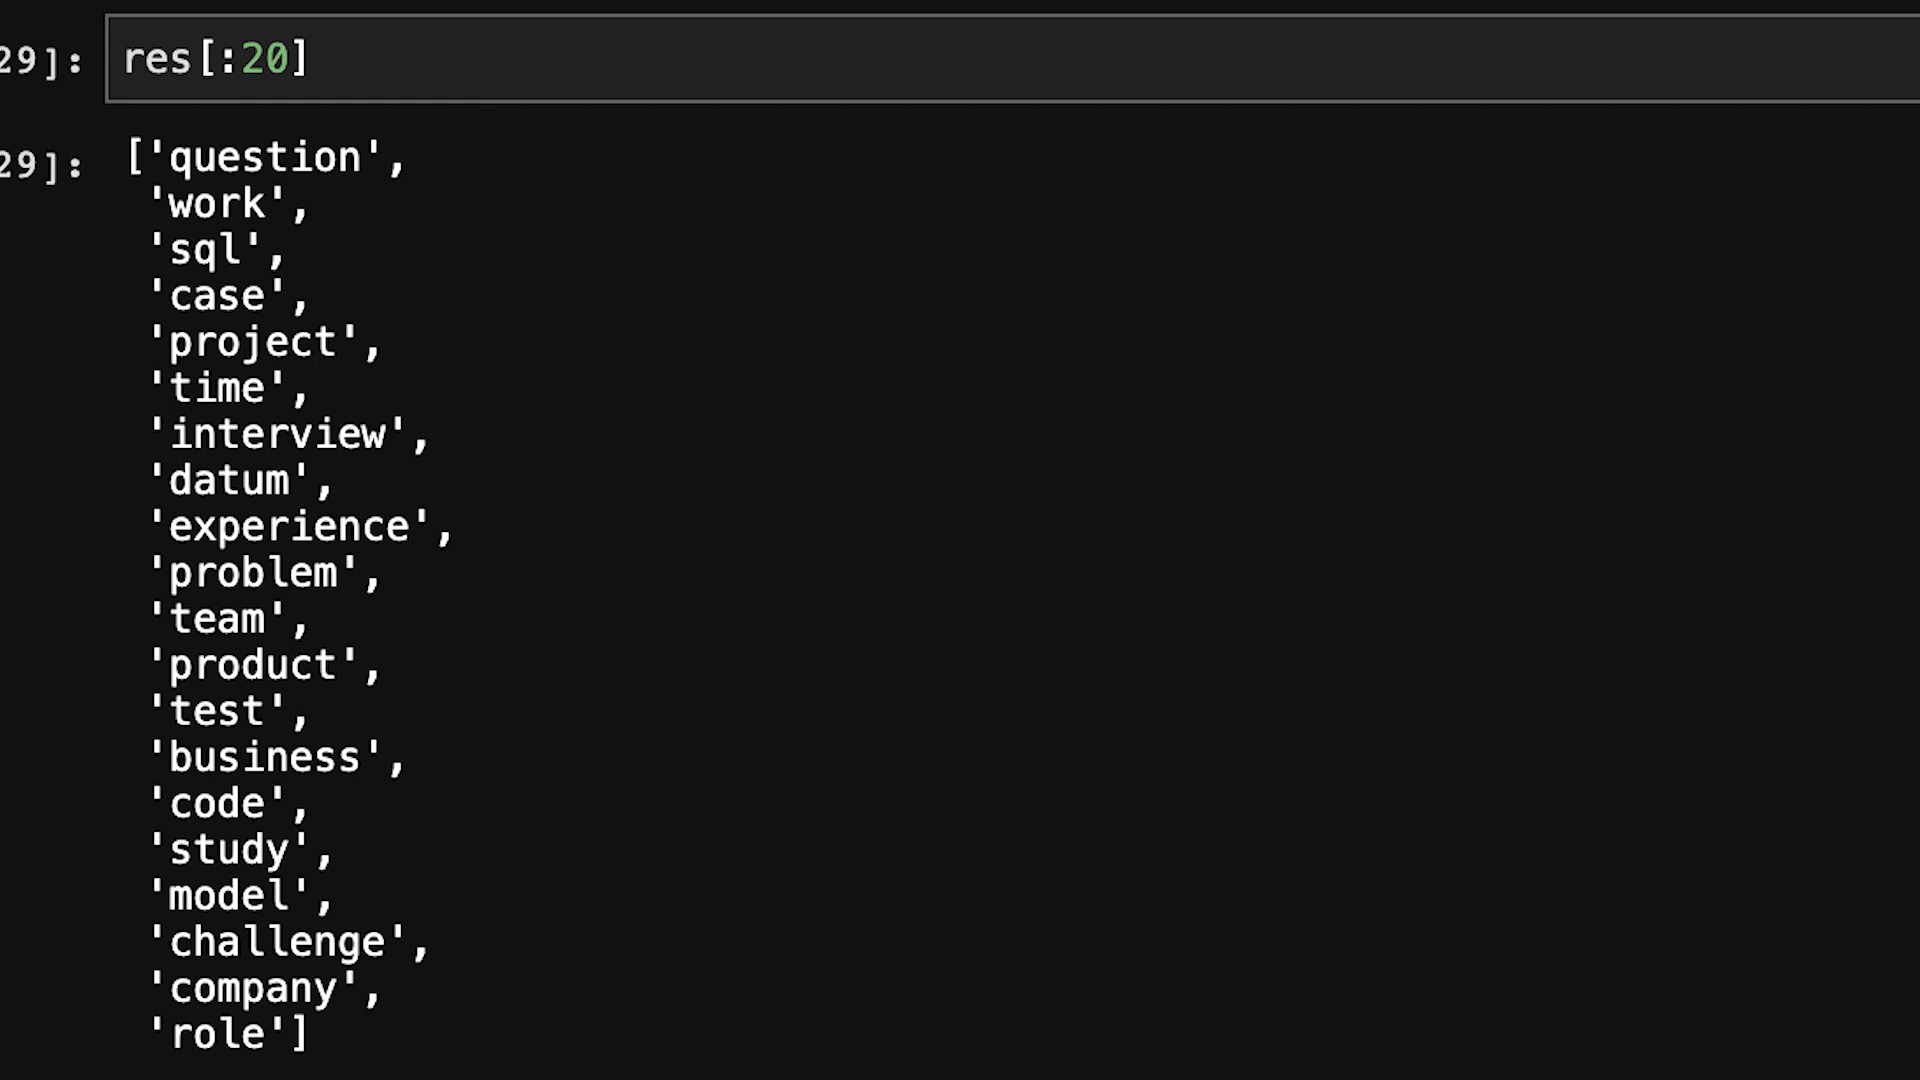 29]: res[:20]
29]: ['question',
'work',
'sql',
'case',
'project',
'time',
'interview',
'datum',
'experience',
'problem',
'team',
'product',
'test',
'business',
'code',
'study',
'model',
'challenge',
'company',
'role']